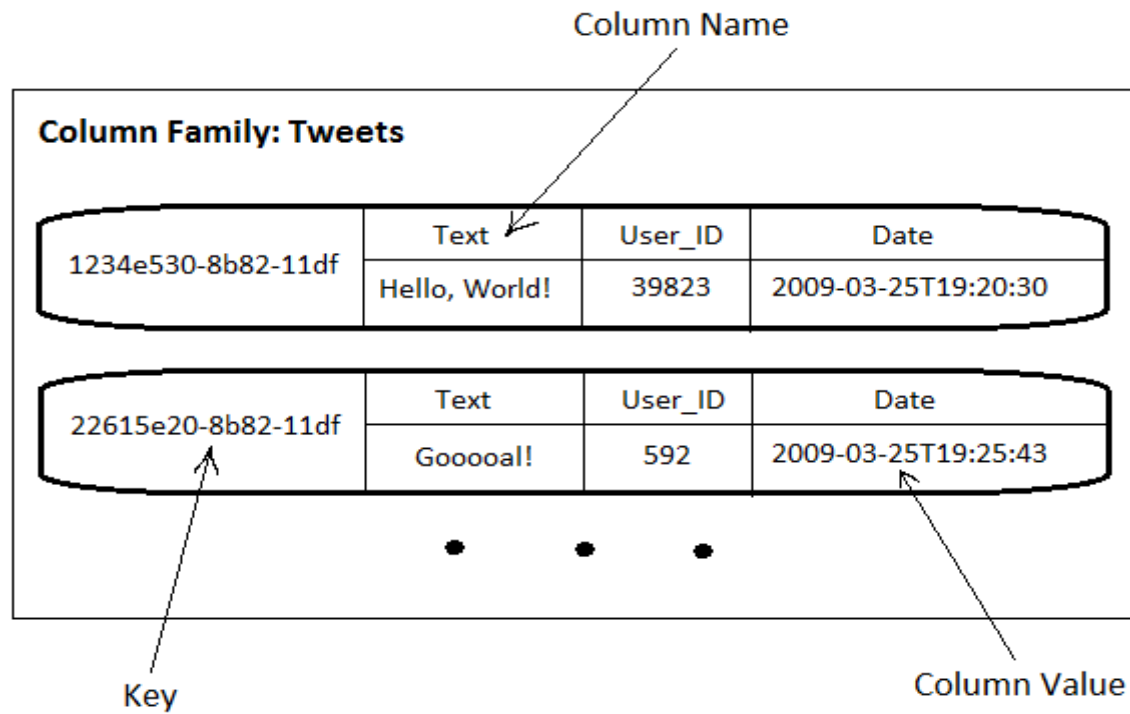 Column Name
Column Family: Tweets
Text User_ID Date
1234e530-8b82-11df
Hello, World! 39823 2009-03-25T19:20:30
Text User_ID Date
22615e20-8b82-11df
Gooooal! 592 2009-03-25T19:25:43
Key
Column Value